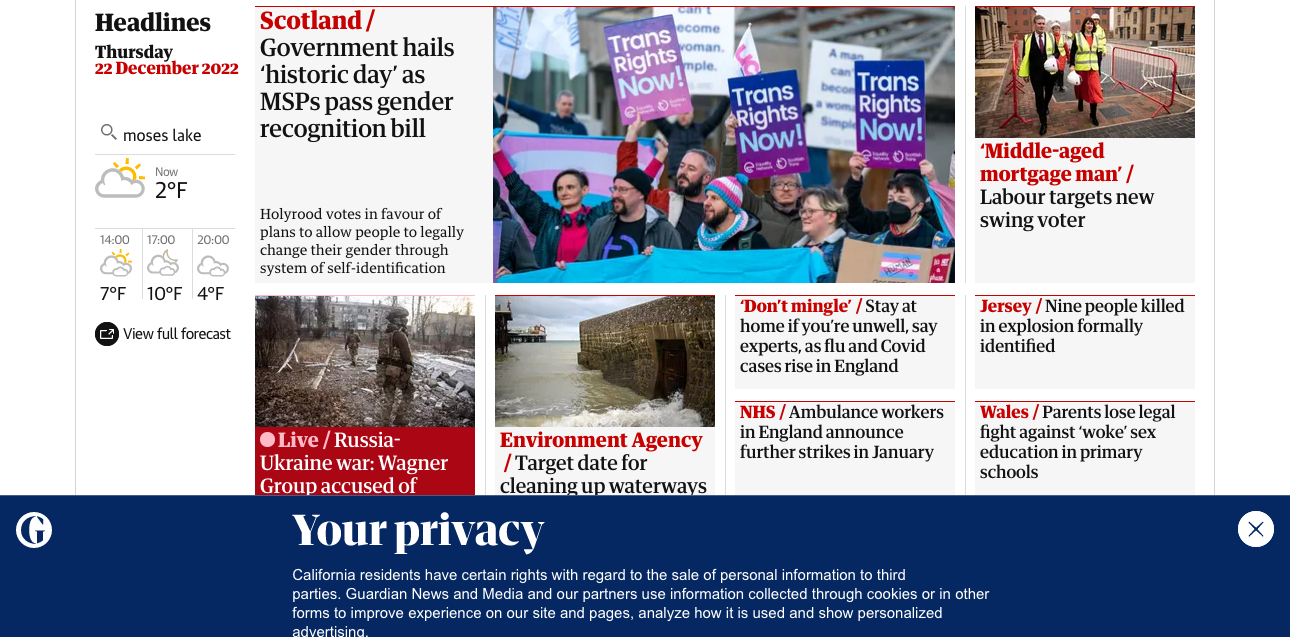 Headlines
Thursday
22 December 2022
moses lake
Now
2°F
14:00
17:00
20:00
7°F
10°F
4°F
View full forecast
Scotland /
Government hails
‘historic day’ as
MSPs pass gender
recognition bill
Holyrood votes in favour of
plans to allow people to legally
change their gender through
system of self-identification
Trans
Rights
Now!
Trans
Rights
Now!
Trans
Rights
Now!
can't
become
woman.
A man
can't
a woman
Simple
‘Middle-aged
mortgage man’ /
Labour targets new
swing voter
Live / Russia-
Ukraine war: Wagner
Group accused of
Environment Agency
/ Target date for
cleaning up waterways
‘Don’t mingle’ / Stay at
home if you’re unwell, say
experts, as flu and Covid
cases rise in England
NHS / Ambulance workers
in England announce
further strikes in January
Jersey / Nine people killed
in explosion formally
identified
Wales / Parents lose legal
fight against ‘woke’ sex
education in primary
schools
G
Your privacy
California residents have certain rights with regard to the sale of personal information to third
parties. Guardian News and Media and our partners use information collected through cookies or in other
forms to improve experience on our site and pages, analyze how it is used and show personalized
advertising.